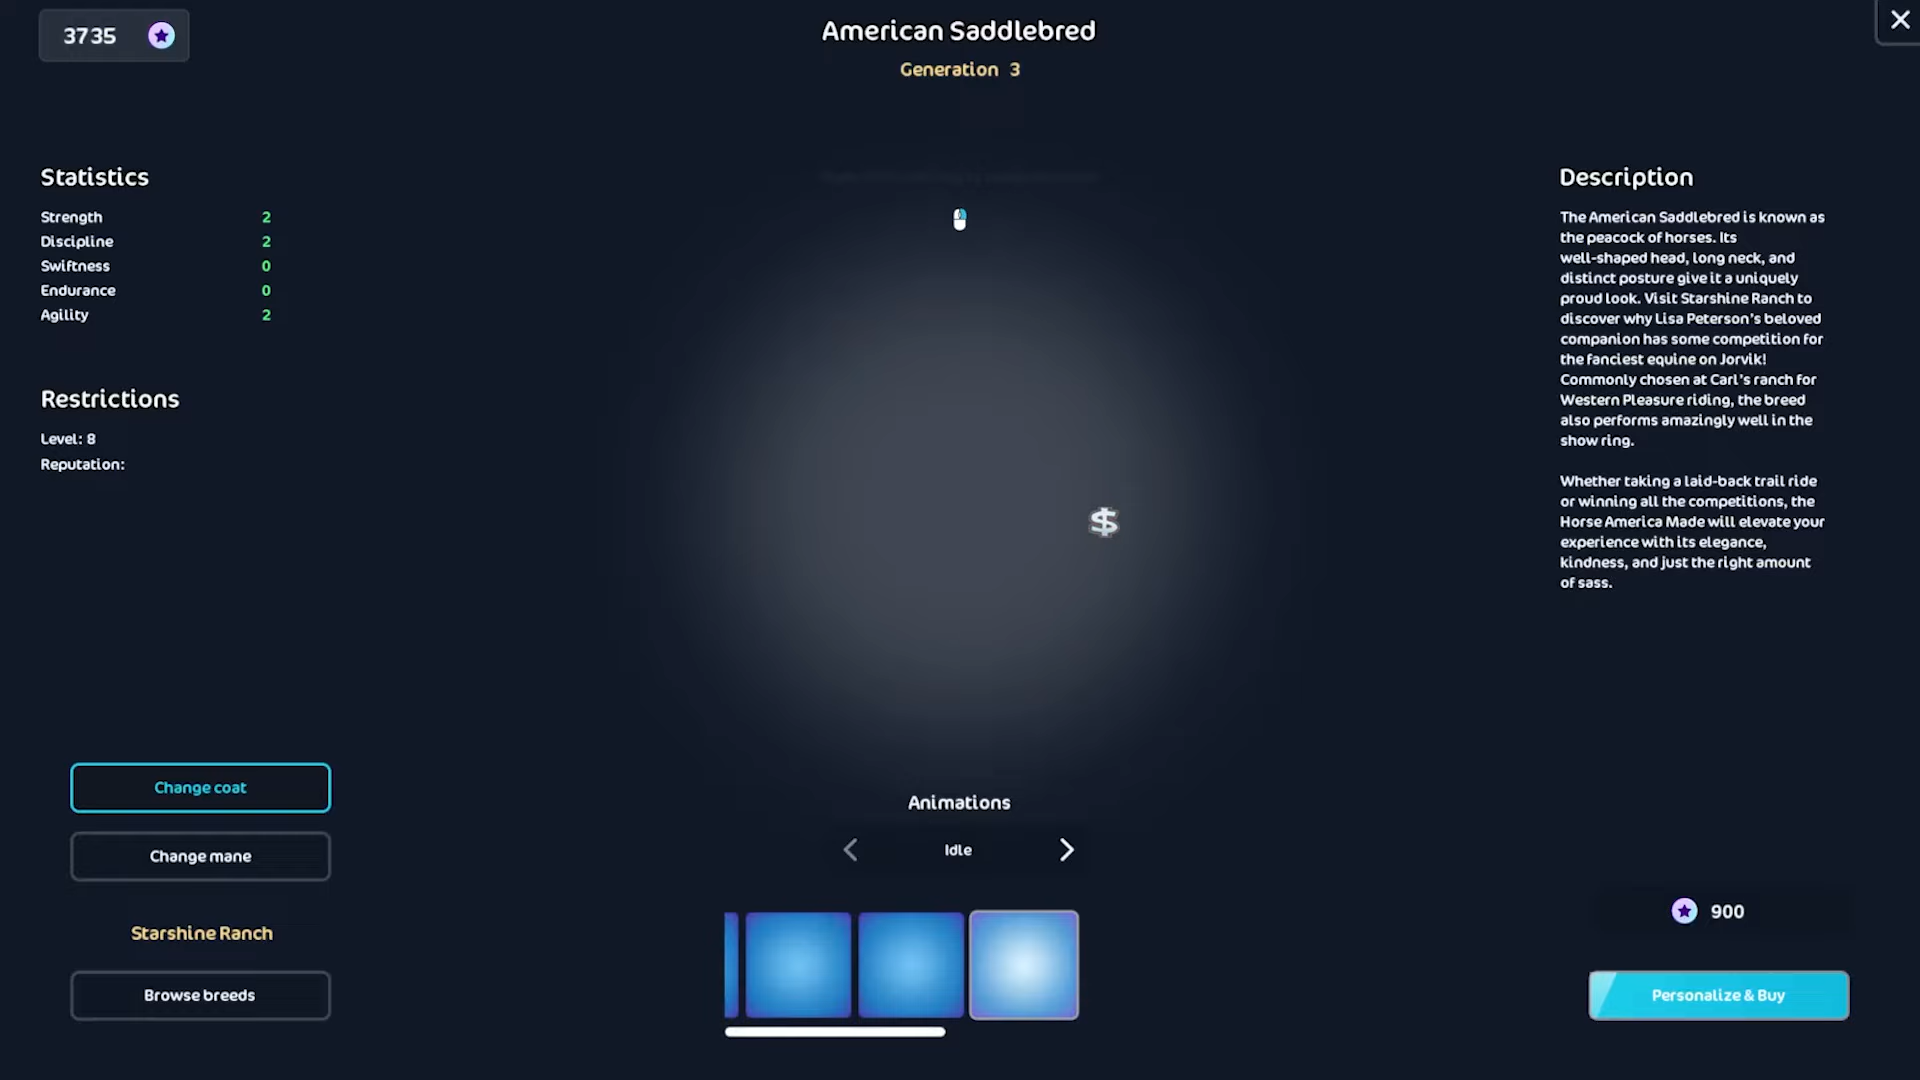 3735
American Saddlebred
Generation 3
Statistics
Strength 2
Discipline 2
Swiftness 0
Endurance 0
Agility 2
Restrictions
Level: 8
Reputation:
Description
The American Saddlebred is known as
the peacock of horses. Its
well-shaped head, long neck, and
distinct posture give it a uniquely
proud look. Visit Starshine Ranch to
discover why Lisa Peterson's beloved
companion has some competition for
the fanciest equine on Jorvik!
Commonly chosen at Carl's ranch for
Western Pleasure riding, the breed
also performs amazingly well in the
show ring.
Whether taking a laid-back trail ride
or winning all the competitions, the
Horse America Made will elevate your
experience with its elegance,
kindness, and just the right amount
of sass.
$
Change coat
Change mane
Starshine Ranch
Browse breeds
Animations
Idle
900
Personalize & Buy